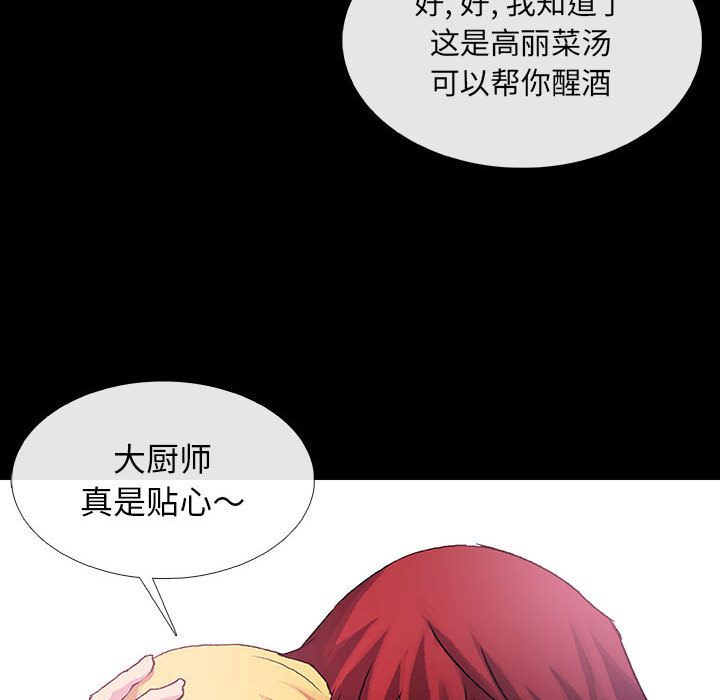 好, 好, 我知道了
这是高丽菜汤
可以帮你醒酒
大厨师
真是贴心～